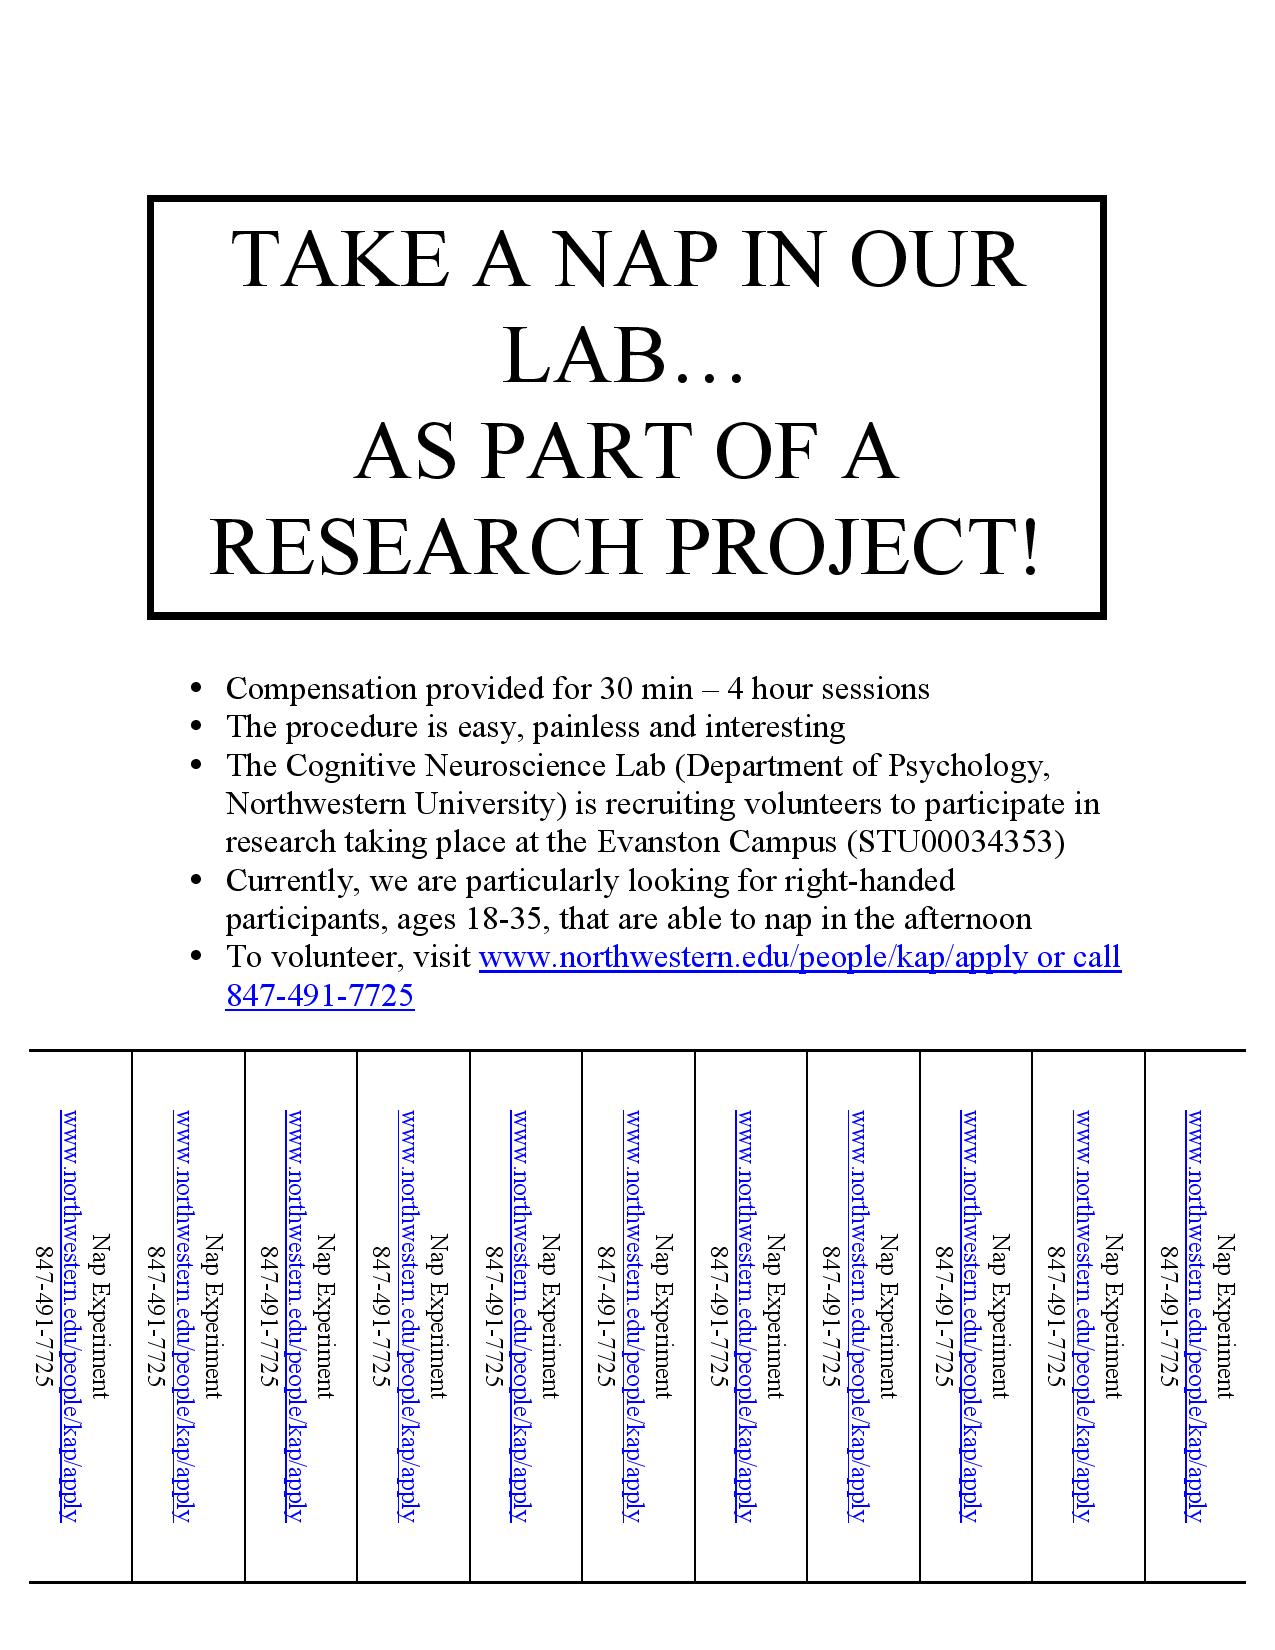 TAKE A NAP IN OUR
LAB…
AS PART OF A
RESEARCH PROJECT!
• Compensation provided for 30 min – 4 hour sessions
• The procedure is easy, painless and interesting
• The Cognitive Neuroscience Lab (Department of Psychology,
Northwestern University) is recruiting volunteers to participate in
research taking place at the Evanston Campus (STU00034353)
• Currently, we are particularly looking for right-handed
participants, ages 18-35, that are able to nap in the afternoon
• To volunteer, visit www.northwestern.edu/people/kap/apply or call
847-491-7725
Nap Experiment
www.northwestern.edu/people/kap/apply
847-491-7725
Nap Experiment
www.northwestern.edu/people/kap/apply
847-491-7725
Nap Experiment
www.northwestern.edu/people/kap/apply
847-491-7725
Nap Experiment
www.northwestern.edu/people/kap/apply
847-491-7725
Nap Experiment
www.northwestern.edu/people/kap/apply
847-491-7725
Nap Experiment
www.northwestern.edu/people/kap/apply
847-491-7725
Nap Experiment
www.northwestern.edu/people/kap/apply
847-491-7725
Nap Experiment
www.northwestern.edu/people/kap/apply
847-491-7725
Nap Experiment
www.northwestern.edu/people/kap/apply
847-491-7725
Nap Experiment
www.northwestern.edu/people/kap/apply
847-491-7725
Nap Experiment
www.northwestern.edu/people/kap/apply
847-491-7725